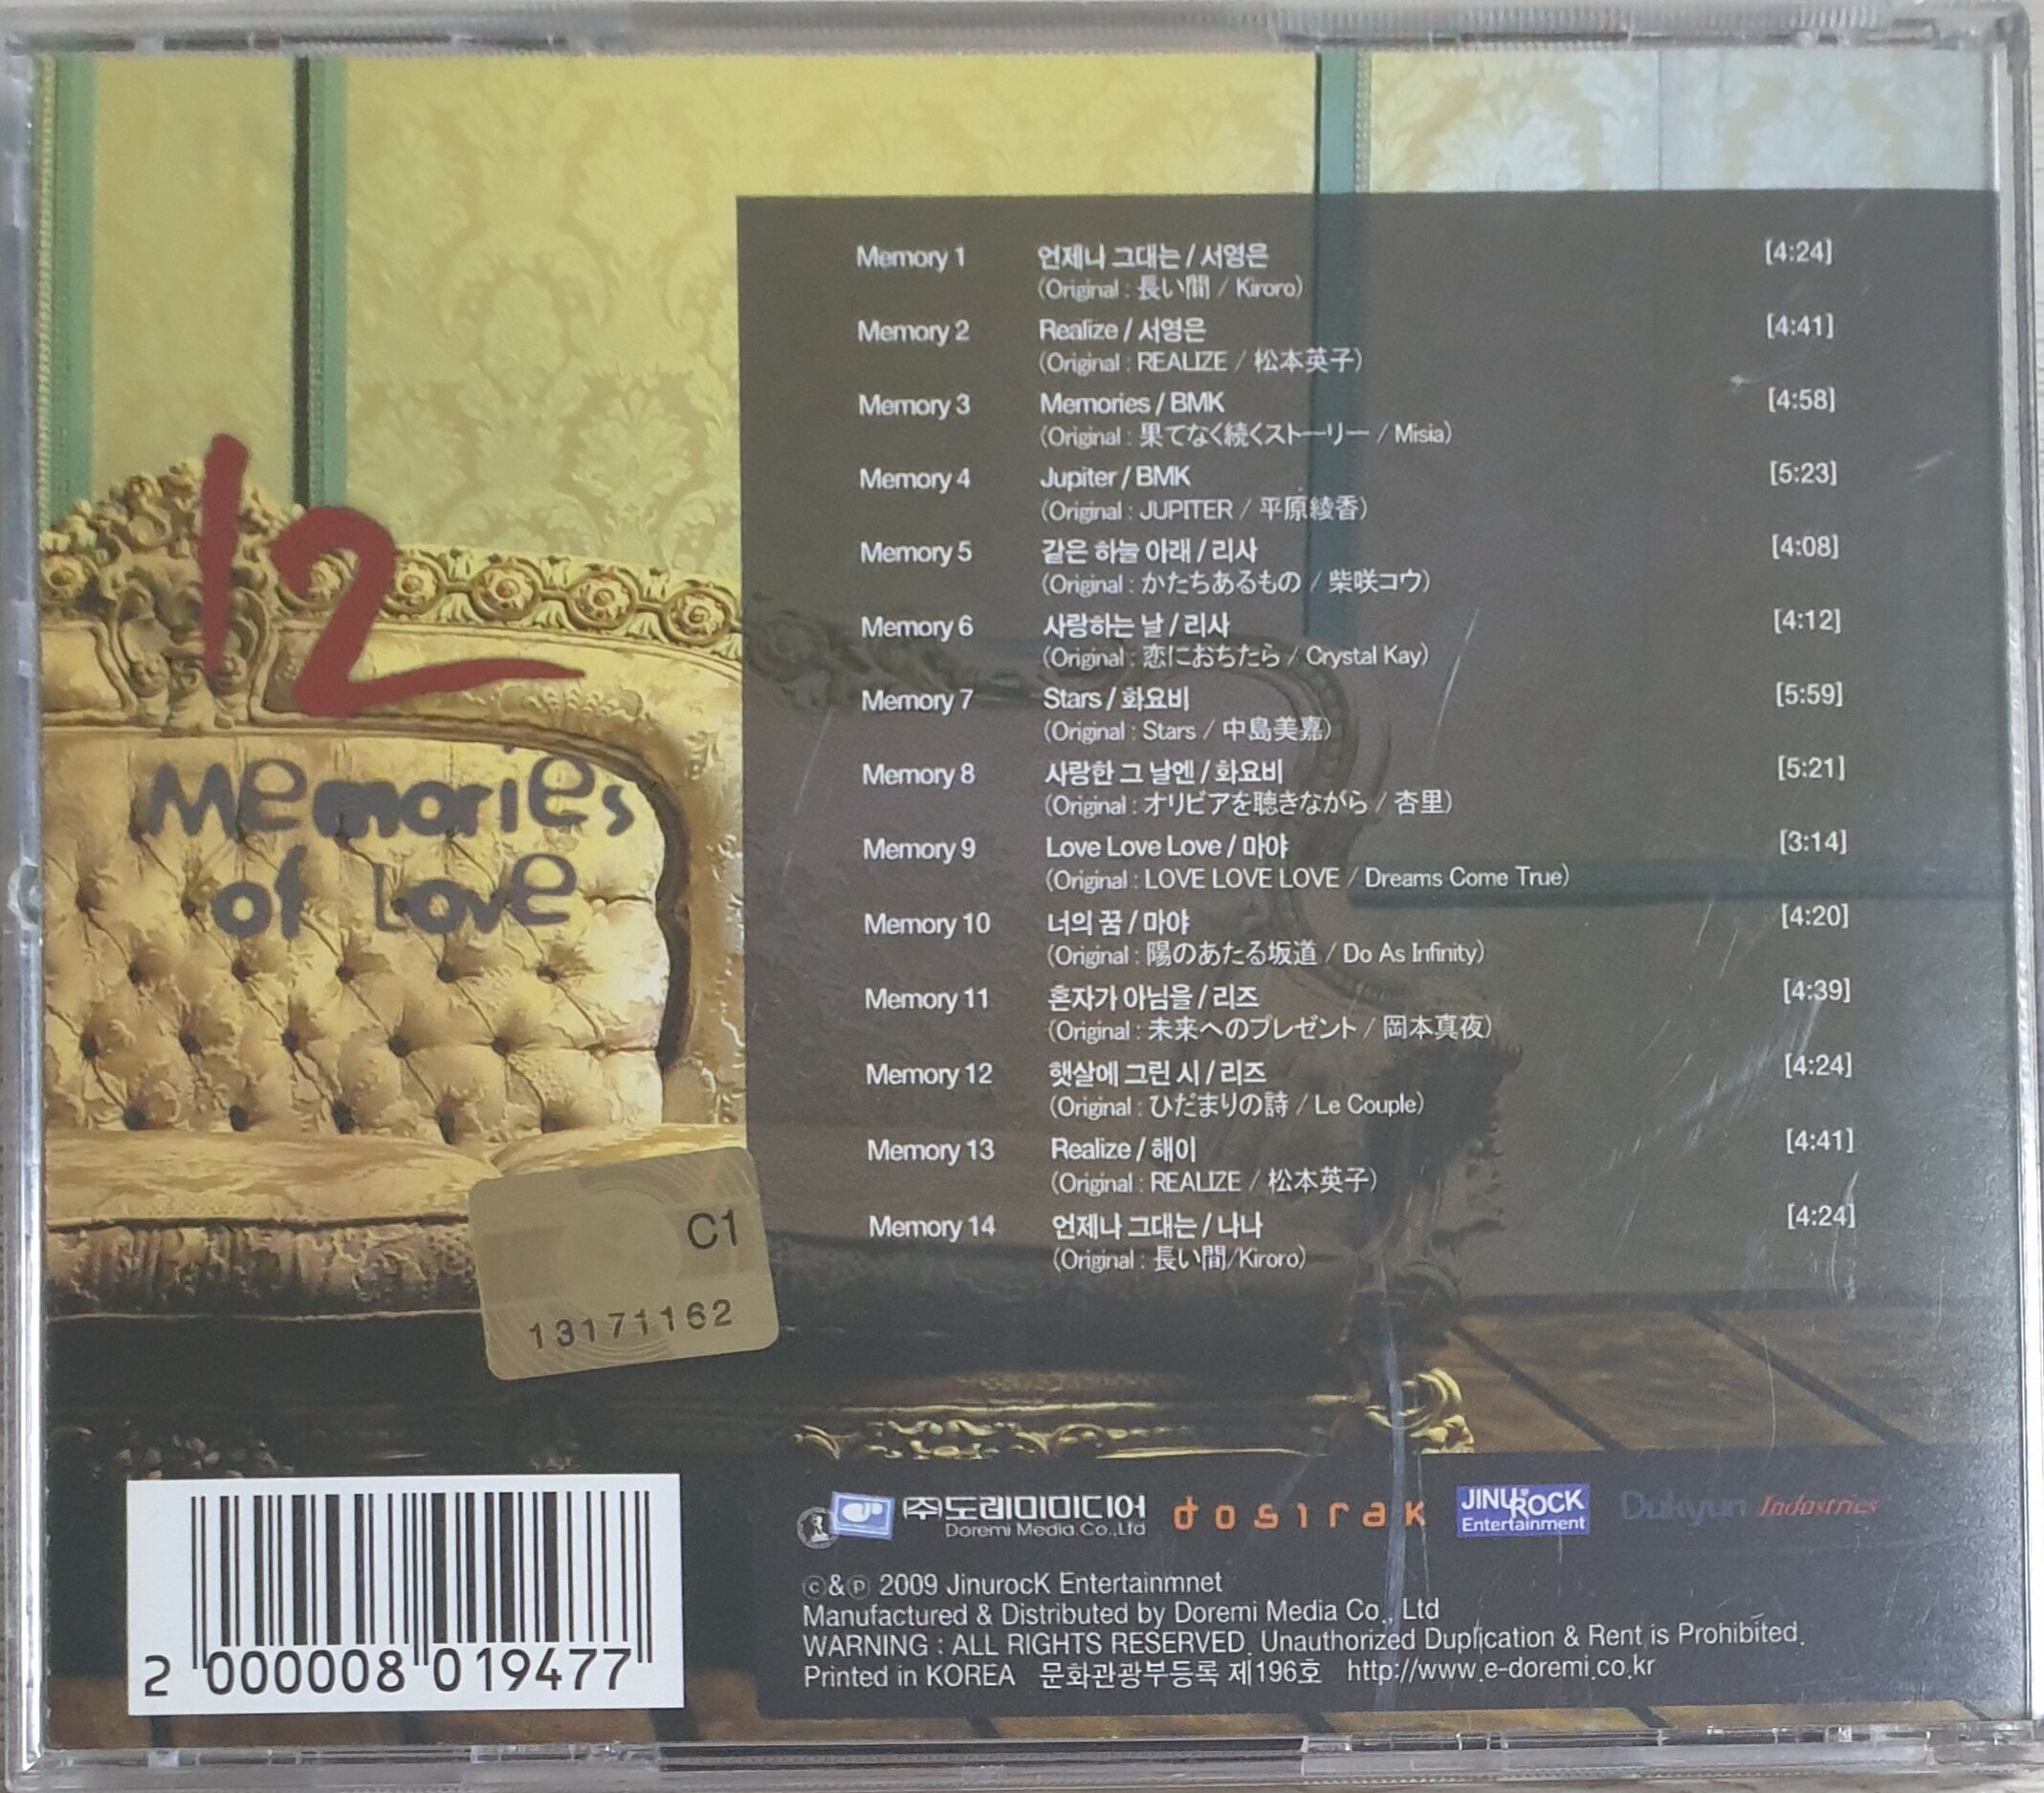 Memory 1 언제나 그대는 / 서영은 [4:24]
(Original : 長い間 / Kiroro)
Memory 2 Realize / 서영은 [4:41]
(Original : REALIZE / 松本英子)
Memory 3 Memories / BMK [4:58]
(Original : 果てなく続くストーリー / Misia)
Memory 4 Jupiter / BMK [5:23]
(Original : JUPITER / 平原綾香)
Memory 5 같은 하늘 아래 / 리사 [4:08]
(Original : かたちあるもの / 柴咲コウ)
Memory 6 사랑하는 날 / 리사 [4:12]
(Original : 恋におちたら / Crystal Kay)
Memory 7 Stars / 화요비 [5:59]
(Original : Stars / 中島美嘉)
Memory 8 사랑한 그 날엔 / 화요비 [5:21]
(Original : オリビアを聴きながら / 杏里)
Memory 9 Love Love Love / 마야 [3:14]
(Original : LOVE LOVE LOVE / Dreams Come True)
Memory 10 너의 꿈 / 마야 [4:20]
(Original : 陽のあたる坂道 / Do As Infinity)
Memory 11 혼자가 아님을 / 리즈 [4:39]
(Original : 未来へのプレゼント / 岡本真夜)
Memory 12 햇살에 그린 시 / 리즈 [4:24]
(Original : ひだまりの詩 / Le Couple)
Memory 13 Realize / 해이 [4:41]
(Original : REALIZE / 松本英子)
Memory 14 언제나 그대는 / 나나 [4:24]
(Original : 長い間/Kiroro)
12
Memories
of Love
C1
13171162
2 000008 019477
(주)도레미미디어
Doremi Media Co.,Ltd
dosirak
JINUROCK
Entertainment
Dukyun Industries
ⓒ&ⓟ 2009 JinurocK Entertainmnet
Manufactured & Distributed by Doremi Media Co., Ltd
WARNING : ALL RIGHTS RESERVED. Unauthorized Duplication & Rent is Prohibited.
Printed in KOREA 문화관광부등록 제196호 http://www.e-doremi.co.kr